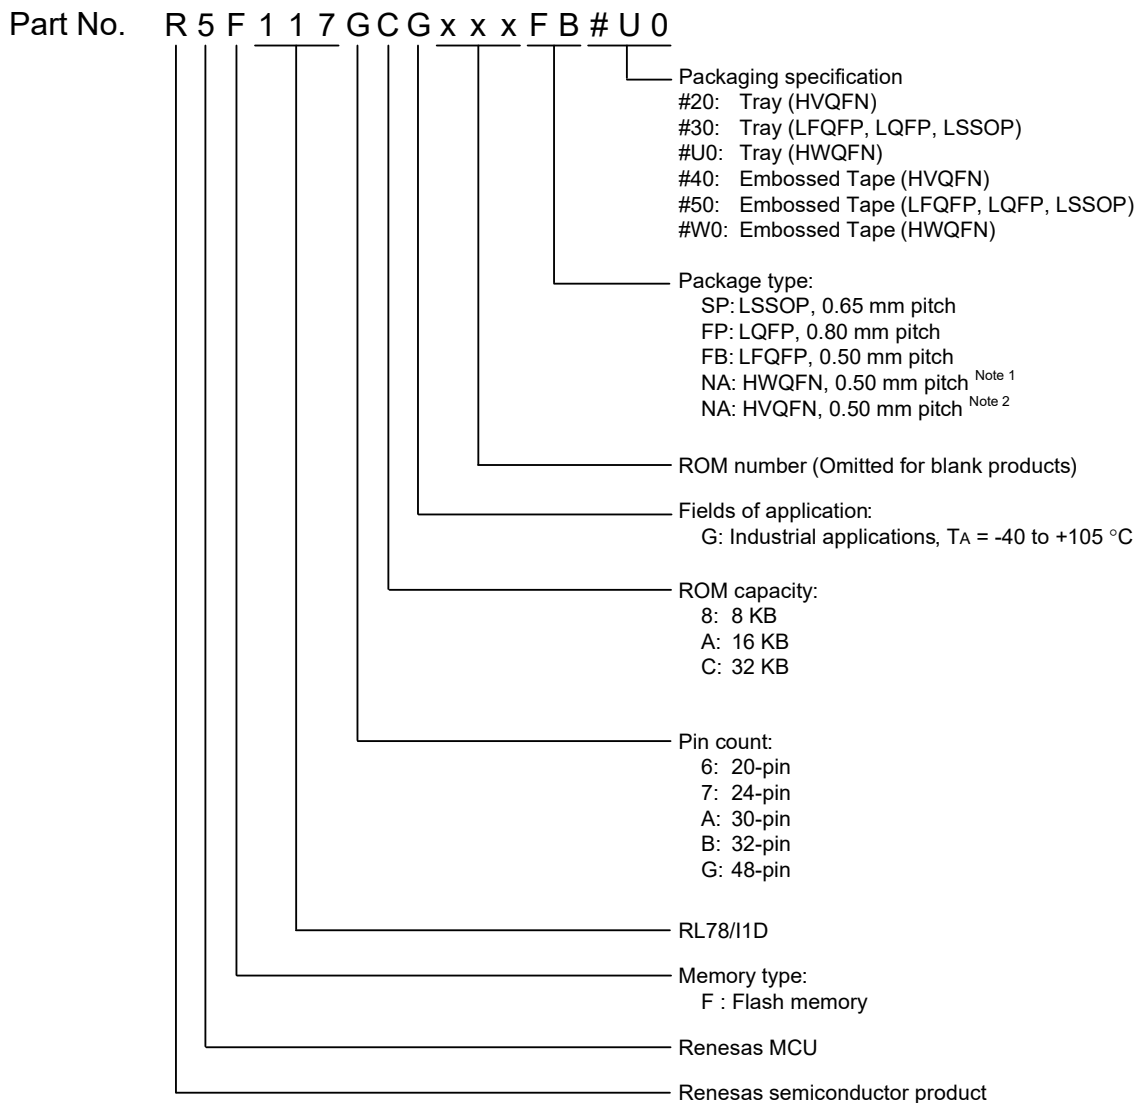 Part No. R 5 F 1 1 7 G C G x x x F B # U 0
Packaging specification
#20: Tray (HVQFN)
#30: Tray (LFQFP, LQFP, LSSOP)
#U0: Tray (HWQFN)
#40: Embossed Tape (HVQFN)
#50: Embossed Tape (LFQFP, LQFP, LSSOP)
#W0: Embossed Tape (HWQFN)
Package type:
SP: LSSOP, 0.65 mm pitch
FP: LQFP, 0.80 mm pitch
FB: LFQFP, 0.50 mm pitch
NA: HWQFN, 0.50 mm pitch Note 1
NA: HVQFN, 0.50 mm pitch Note 2
ROM number (Omitted for blank products)
Fields of application:
G: Industrial applications, TA = -40 to +105 °C
ROM capacity:
8: 8 KB
A: 16 KB
C: 32 KB
Pin count:
6: 20-pin
7: 24-pin
A: 30-pin
B: 32-pin
G: 48-pin
RL78/I1D
Memory type:
F : Flash memory
Renesas MCU
Renesas semiconductor product